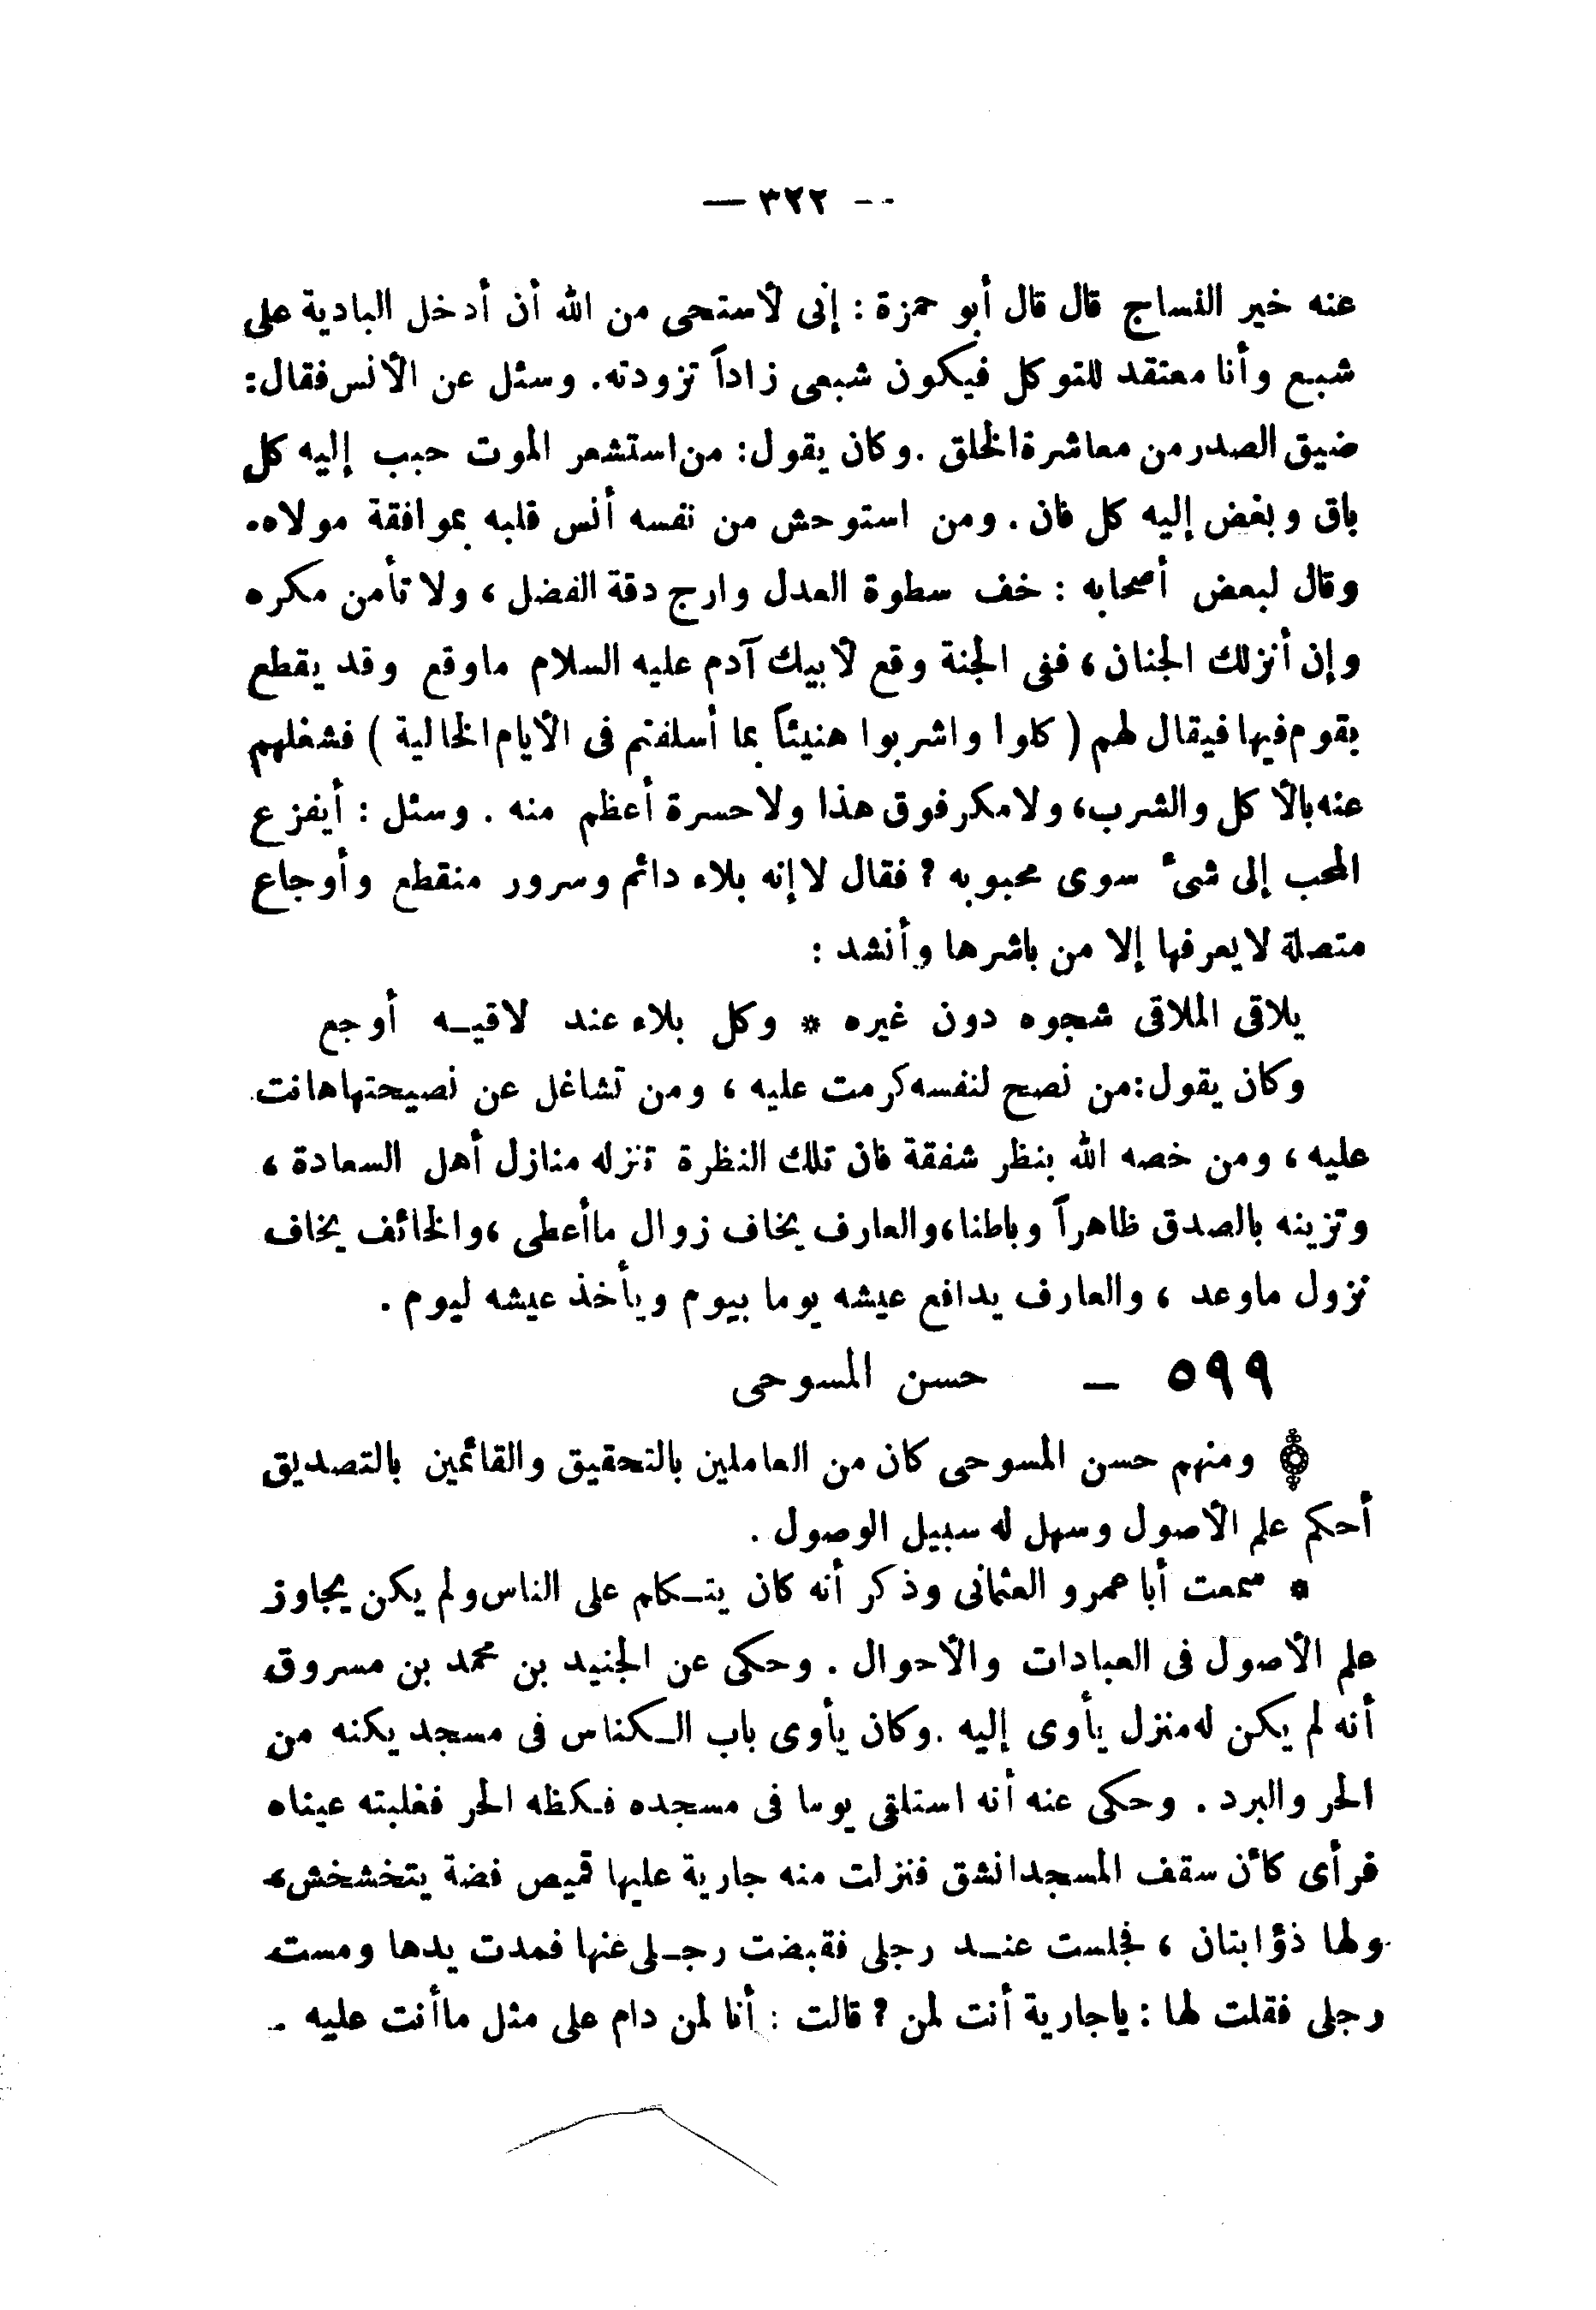 — ٣٢٢ —
عنه خير النساج قال قال أبو حمزة : إنى لأستحى من الله أن أدخل البادية على
شبع وأنا معتقد للتوكل فيكون شبعى زاداً تزودته. وسئل عن الأنس فقال:
ضيق الصدر من معاشرة الخلق . وكان يقول: من استشعر الموت حبب إليه كل
باق وبغض إليه كل فان . ومن استوحش من نفسه أنس قلبه بموافقة مولاه.
وقال لبعض أصحابه : خف سطوة العدل وارج دقة الفضل ، ولا تأمن مكره
وإن أنزلك الجنان ، ففى الجنة وقع لأبيك آدم عليه السلام ماوقع وقد يقطع
بقوم فيها فيقال لهم ( كلوا واشربوا هنيئاً بما أسلفتم فى الأيام الخالية ) فشغلهم
عنه بالأكل والشرب، ولا مكر فوق هذا ولا حسرة أعظم منه . وسئل : أيفزع
المحب إلى شىء سوى محبوبه ? فقال لا إنه بلاء دائم وسرور منقطع وأوجاع
متصلة لا يعرفها إلا من باشرها وأنشد :
يلاقى الملاقى شجوه دون غيره * وكل بلاء عند لاقيـه أوجع
وكان يقول: من نصح لنفسه كرمت عليه ، ومن تشاغل عن نصيحتها هانت
عليه ، ومن خصه الله بنظر شفقة فان تلك النظرة تنزله منازل أهل السعادة ،
وتزينه بالصدق ظاهراً وباطنا، والعارف يخاف زوال ماأعطى ، والخائف يخاف
نزول ماوعد ، والعارف يدافع عيشه يوما بيوم ويأخذ عيشه ليوم .
٥٩٩ — حسن المسوحى
ومنهم حسن المسوحى كان من العاملين بالتحقيق والقائمين بالتصديق
أحكم علم الأصول وسهل له سبيل الوصول .
* سمعت أبا عمرو العثمانى وذكر أنه كان يتـكلم على الناس ولم يكن يجاوز
علم الأصول فى العبادات والأحوال . وحكى عن الجنيد بن محمد بن مسروق
أنه لم يكن له منزل يأوى إليه . وكان يأوى باب الـكناس فى مسجد يكنه من
الحر والبرد . وحكى عنه أنه استلقى يوما فى مسجده فـكظه الحر فغلبته عيناه
فرأى كأن سقف المسجد انشق فنزلت منه جارية عليها قميص فضة يتخشخش،
ولها ذؤابتان ، فجلست عنـد رجلى فقبضت رجـلى عنها فمدت يدها ومست
رجلى فقلت لها : ياجارية أنت لمن ? قالت : أنا لمن دام على مثل ماأنت عليه .